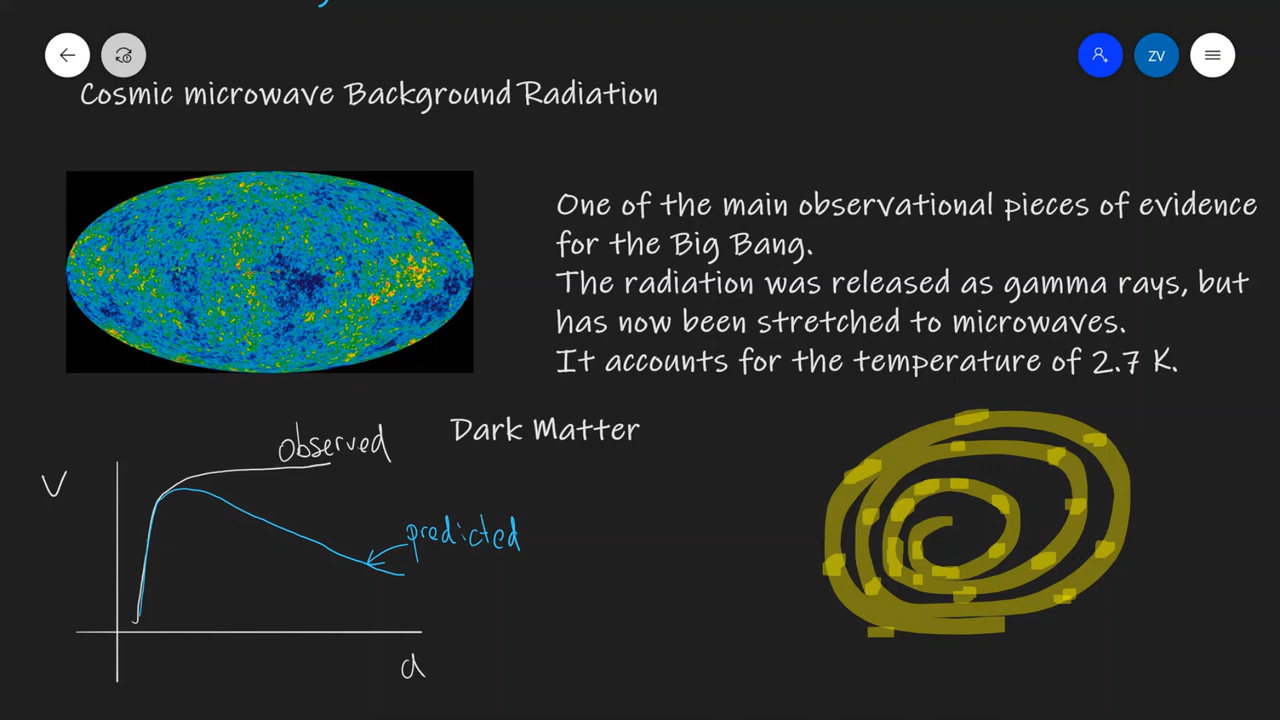 ZV
Cosmic microwave Background Radiation
One of the main observational pieces of evidence
for the Big Bang.
The radiation was released as gamma rays, but
has now been stretched to microwaves.
It accounts for the temperature of 2.7 K.
Dark Matter
observed
V
predicted
d